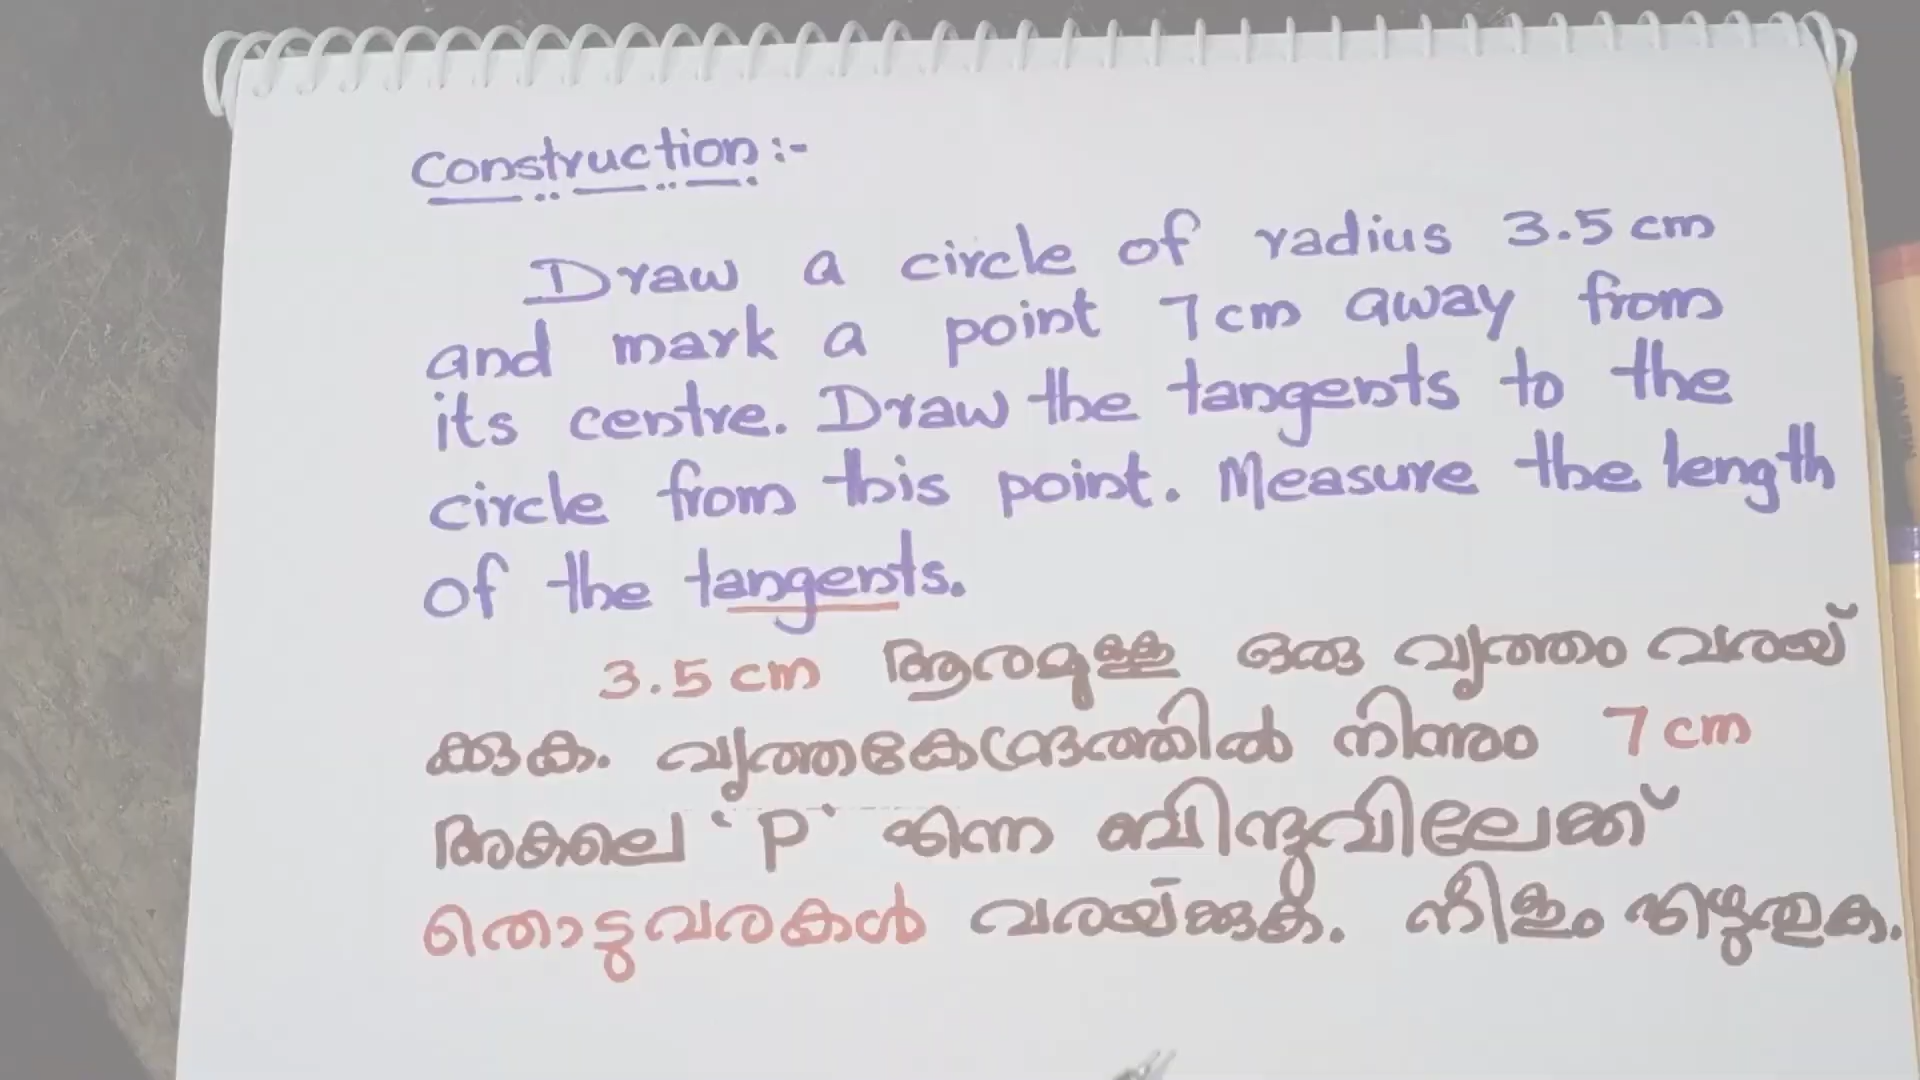 Construction:-
Draw a circle of radius 3.5 cm
and mark a point 7cm away from
its centre. Draw the tangents to the
circle from this point. Measure the length
of the tangents.
3.5 cm ആരമുള്ള ഒരു വൃത്തം വരയ്
ക്കുക. വൃത്തകേന്ദ്രത്തിൽ നിന്നും 7 cm
അകലെ 'P' എന്ന ബിന്ദുവിലേക്ക്
തൊട്ടുവരകൾ വരയ്ക്കുക. നീളം എഴുതുക.